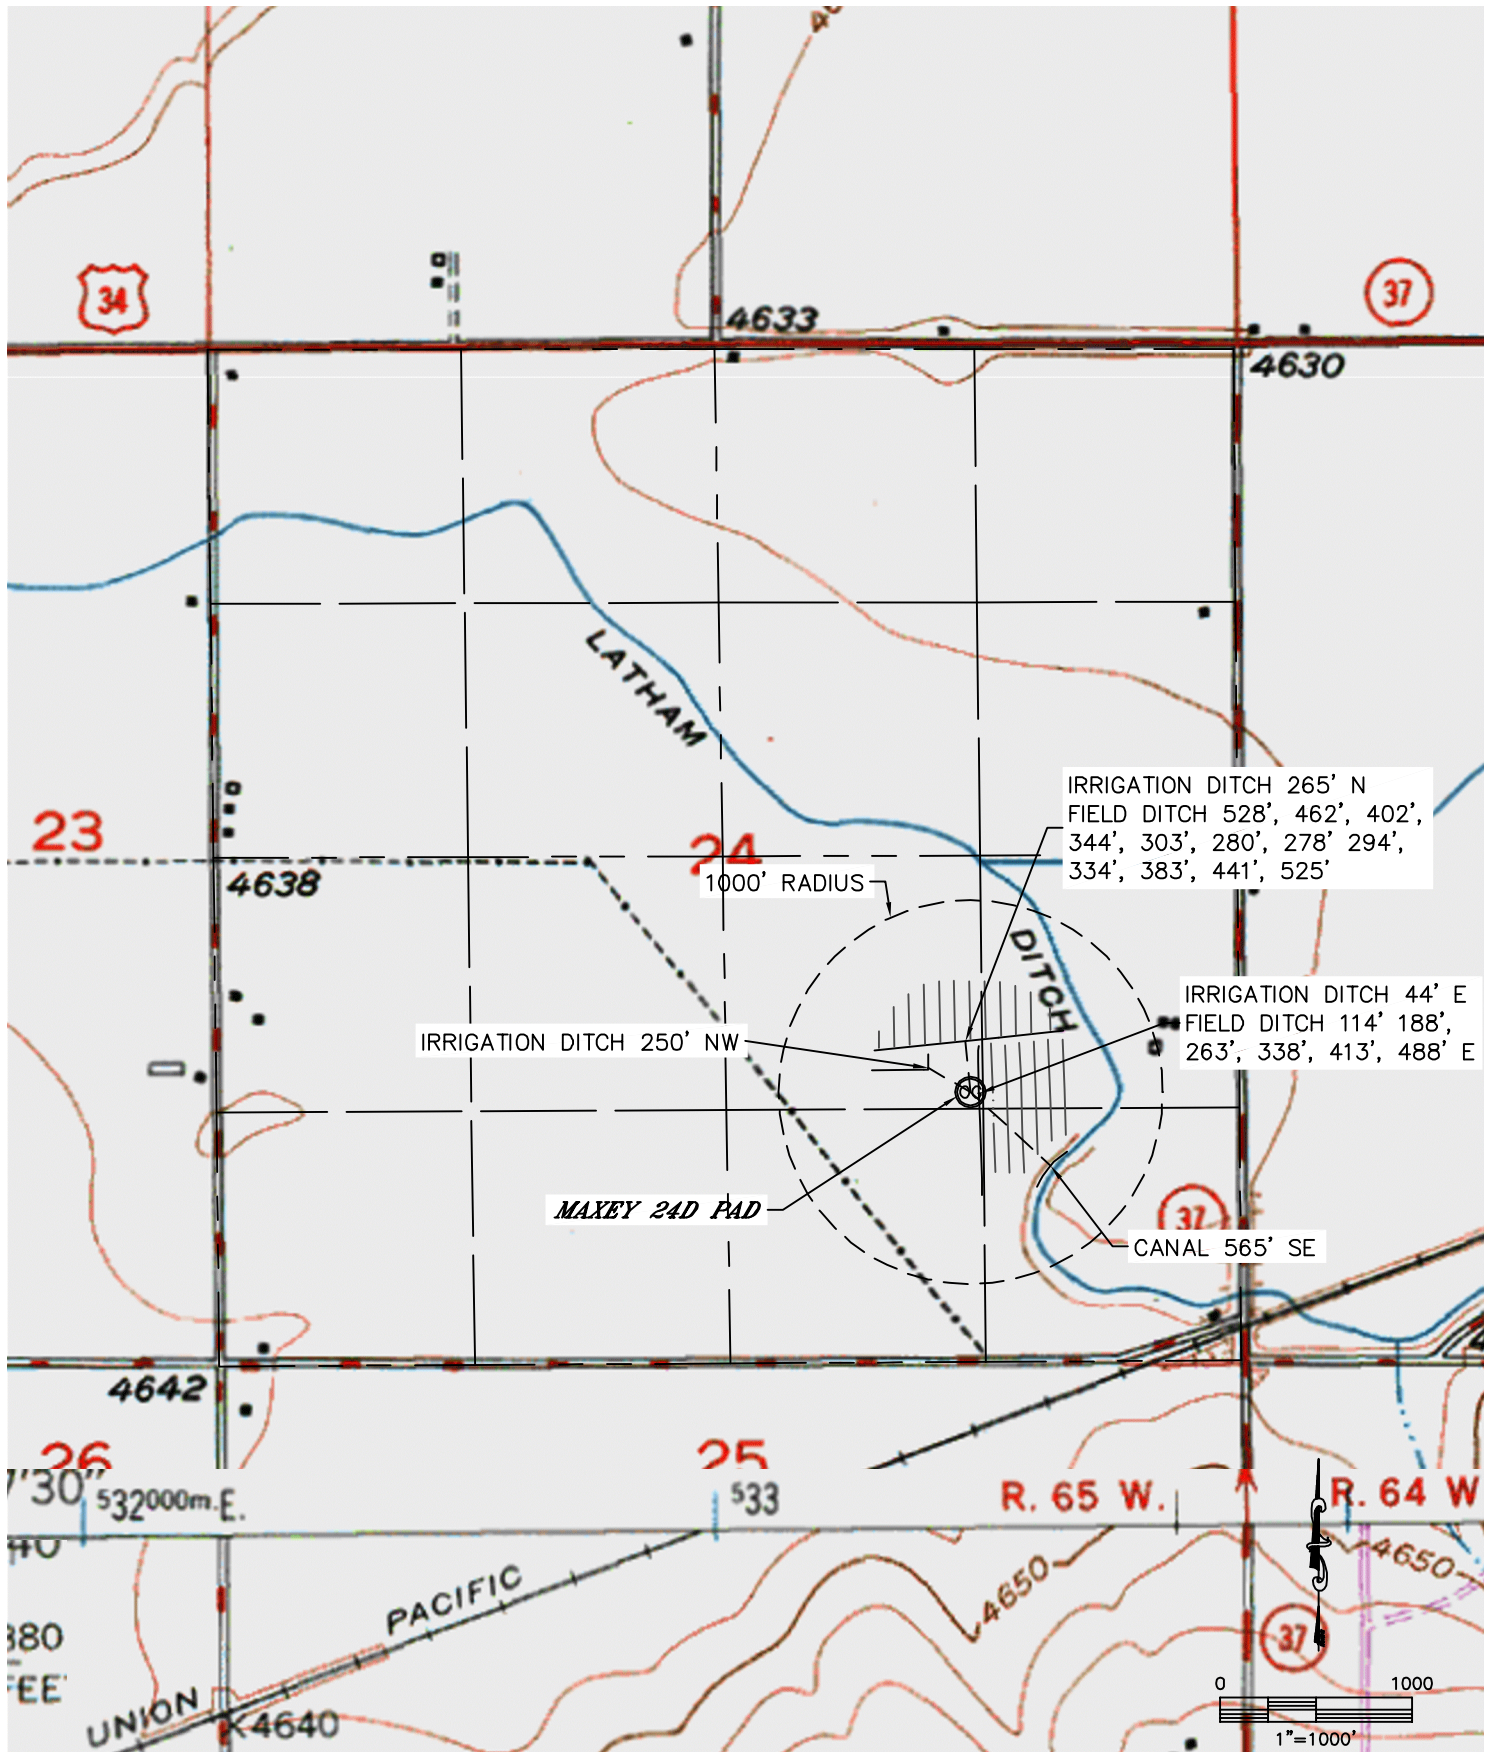 34
37
4633
4630
LATHAM
IRRIGATION DITCH 265' N
FIELD DITCH 528', 462', 402',
344', 303', 280', 278' 294',
334', 383', 441', 525'
23
24
4638
1000' RADIUS
DITCH
IRRIGATION DITCH 44' E
FIELD DITCH 114' 188',
263', 338', 413', 488' E
IRRIGATION DITCH 250' NW
MAXEY 24D PAD
37
CANAL 565' SE
4642
26
25
7'30"
532000m.E.
533
R. 65 W.
R. 64 W
4650
4650
PACIFIC
UNION
4640
37
0 1000
1"=1000'